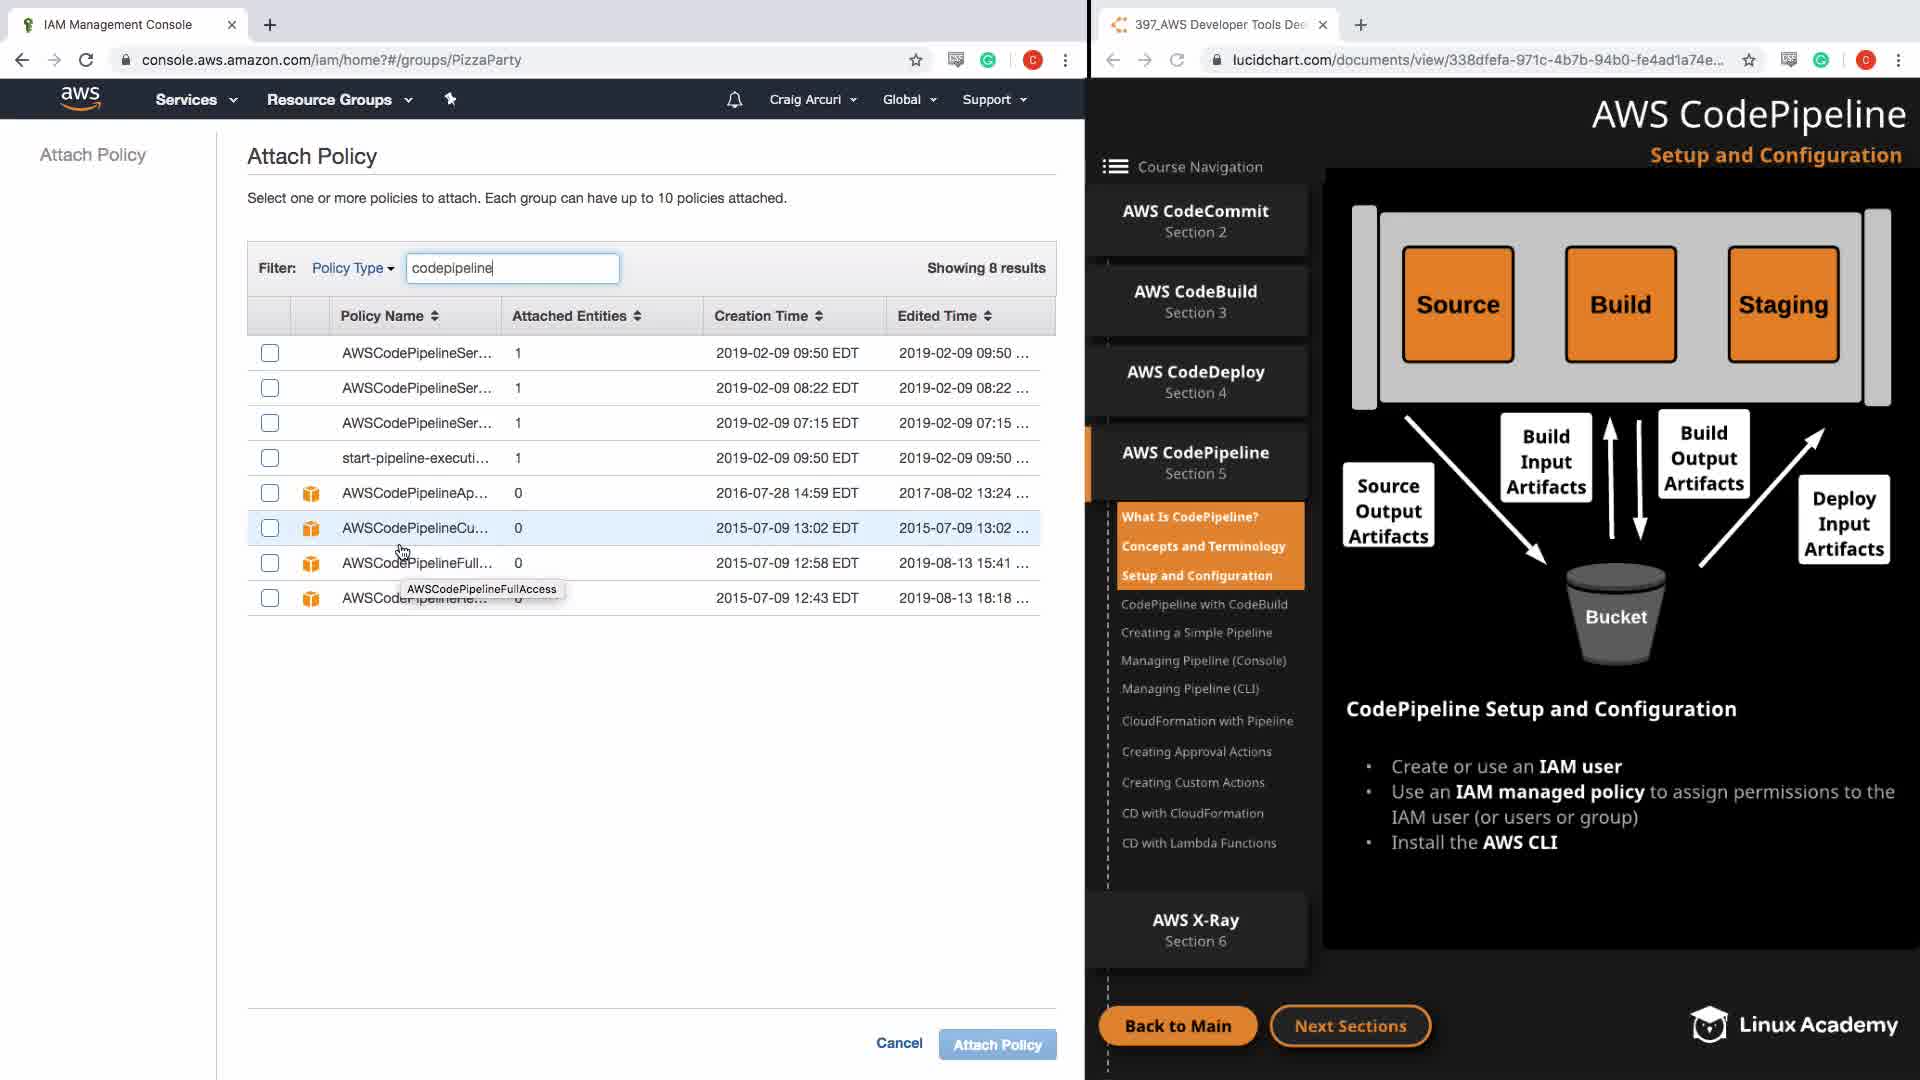 IAM Management Console
console.aws.amazon.com/iam/home?#/groups/PizzaParty
aws
Services
Resource Groups
Craig Arcuri
Global
Support
Attach Policy
Attach Policy
Select one or more policies to attach. Each group can have up to 10 policies attached.
Filter: Policy Type codepipeline Showing 8 results
Policy Name Attached Entities Creation Time Edited Time
AWSCodePipelineSer... 1 2019-02-09 09:50 EDT 2019-02-09 09:50 ...
AWSCodePipelineSer... 1 2019-02-09 08:22 EDT 2019-02-09 08:22 ...
AWSCodePipelineSer... 1 2019-02-09 07:15 EDT 2019-02-09 07:15 ...
start-pipeline-executi... 1 2019-02-09 09:50 EDT 2019-02-09 09:50 ...
AWSCodePipelineAp... 0 2016-07-28 14:59 EDT 2017-08-02 13:24 ...
AWSCodePipelineCu... 0 2015-07-09 13:02 EDT 2015-07-09 13:02 ...
AWSCodePipelineFull... 0 2015-07-09 12:58 EDT 2019-08-13 15:41 ...
AWSCodePipelineFullAccess
AWSCodePipelineRe... 0 2015-07-09 12:43 EDT 2019-08-13 18:18 ...
Cancel
Attach Policy
397_AWS Developer Tools Dee
lucidchart.com/documents/view/338dfefa-971c-4b7b-94b0-fe4ad1a74e...
C
C
AWS CodePipeline
Setup and Configuration
Course Navigation
AWS CodeCommit
Section 2
AWS CodeBuild
Section 3
AWS CodeDeploy
Section 4
AWS CodePipeline
Section 5
What Is CodePipeline?
Concepts and Terminology
Setup and Configuration
CodePipeline with CodeBuild
Creating a Simple Pipeline
Managing Pipeline (Console)
Managing Pipeline (CLI)
CloudFormation with Pipeline
Creating Approval Actions
Creating Custom Actions
CD with CloudFormation
CD with Lambda Functions
AWS X-Ray
Section 6
Back to Main
Next Sections
Source
Build
Staging
Source
Output
Artifacts
Build
Input
Artifacts
Build
Output
Artifacts
Deploy
Input
Artifacts
Bucket
CodePipeline Setup and Configuration
• Create or use an IAM user
• Use an IAM managed policy to assign permissions to the
IAM user (or users or group)
• Install the AWS CLI
Linux Academy